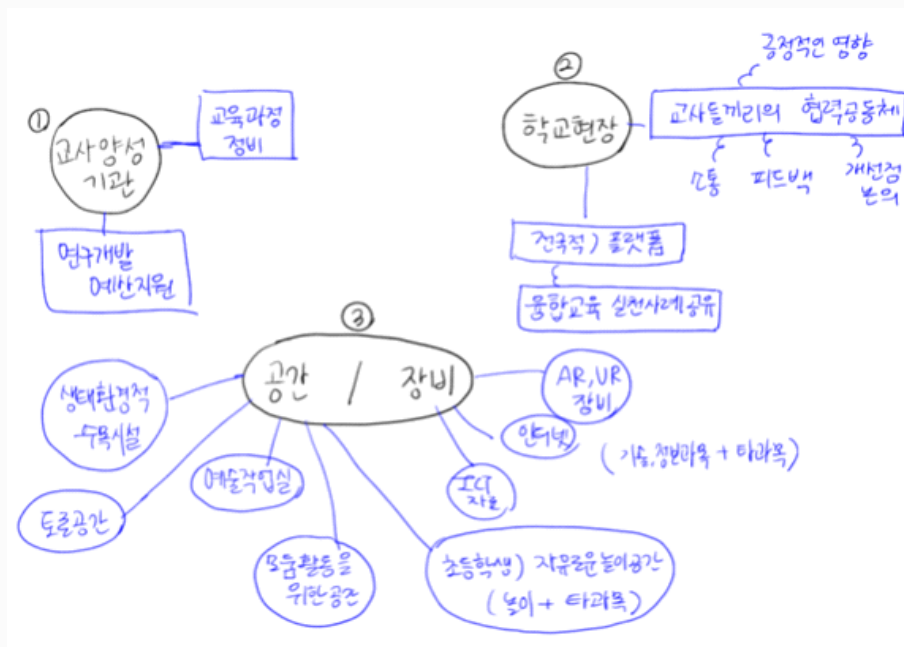 ①
교사양성
기관
교육과정
정비
연구개발
예산지원
②
학교현장
긍정적인 영향
교사들끼리의 협력공동체
소통
피드백
개선점
논의
전국적) 플랫폼
융합교육 실천사례공유
③
공간 / 장비
생태환경적
수목시설
토론공간
예술작업실
모둠활동을
위한공간
초등학생) 자유로운놀이공간
(놀이 + 타과목)
ICT
자료
인터넷
AR, VR
장비
(기술,정보과목 + 타과목)